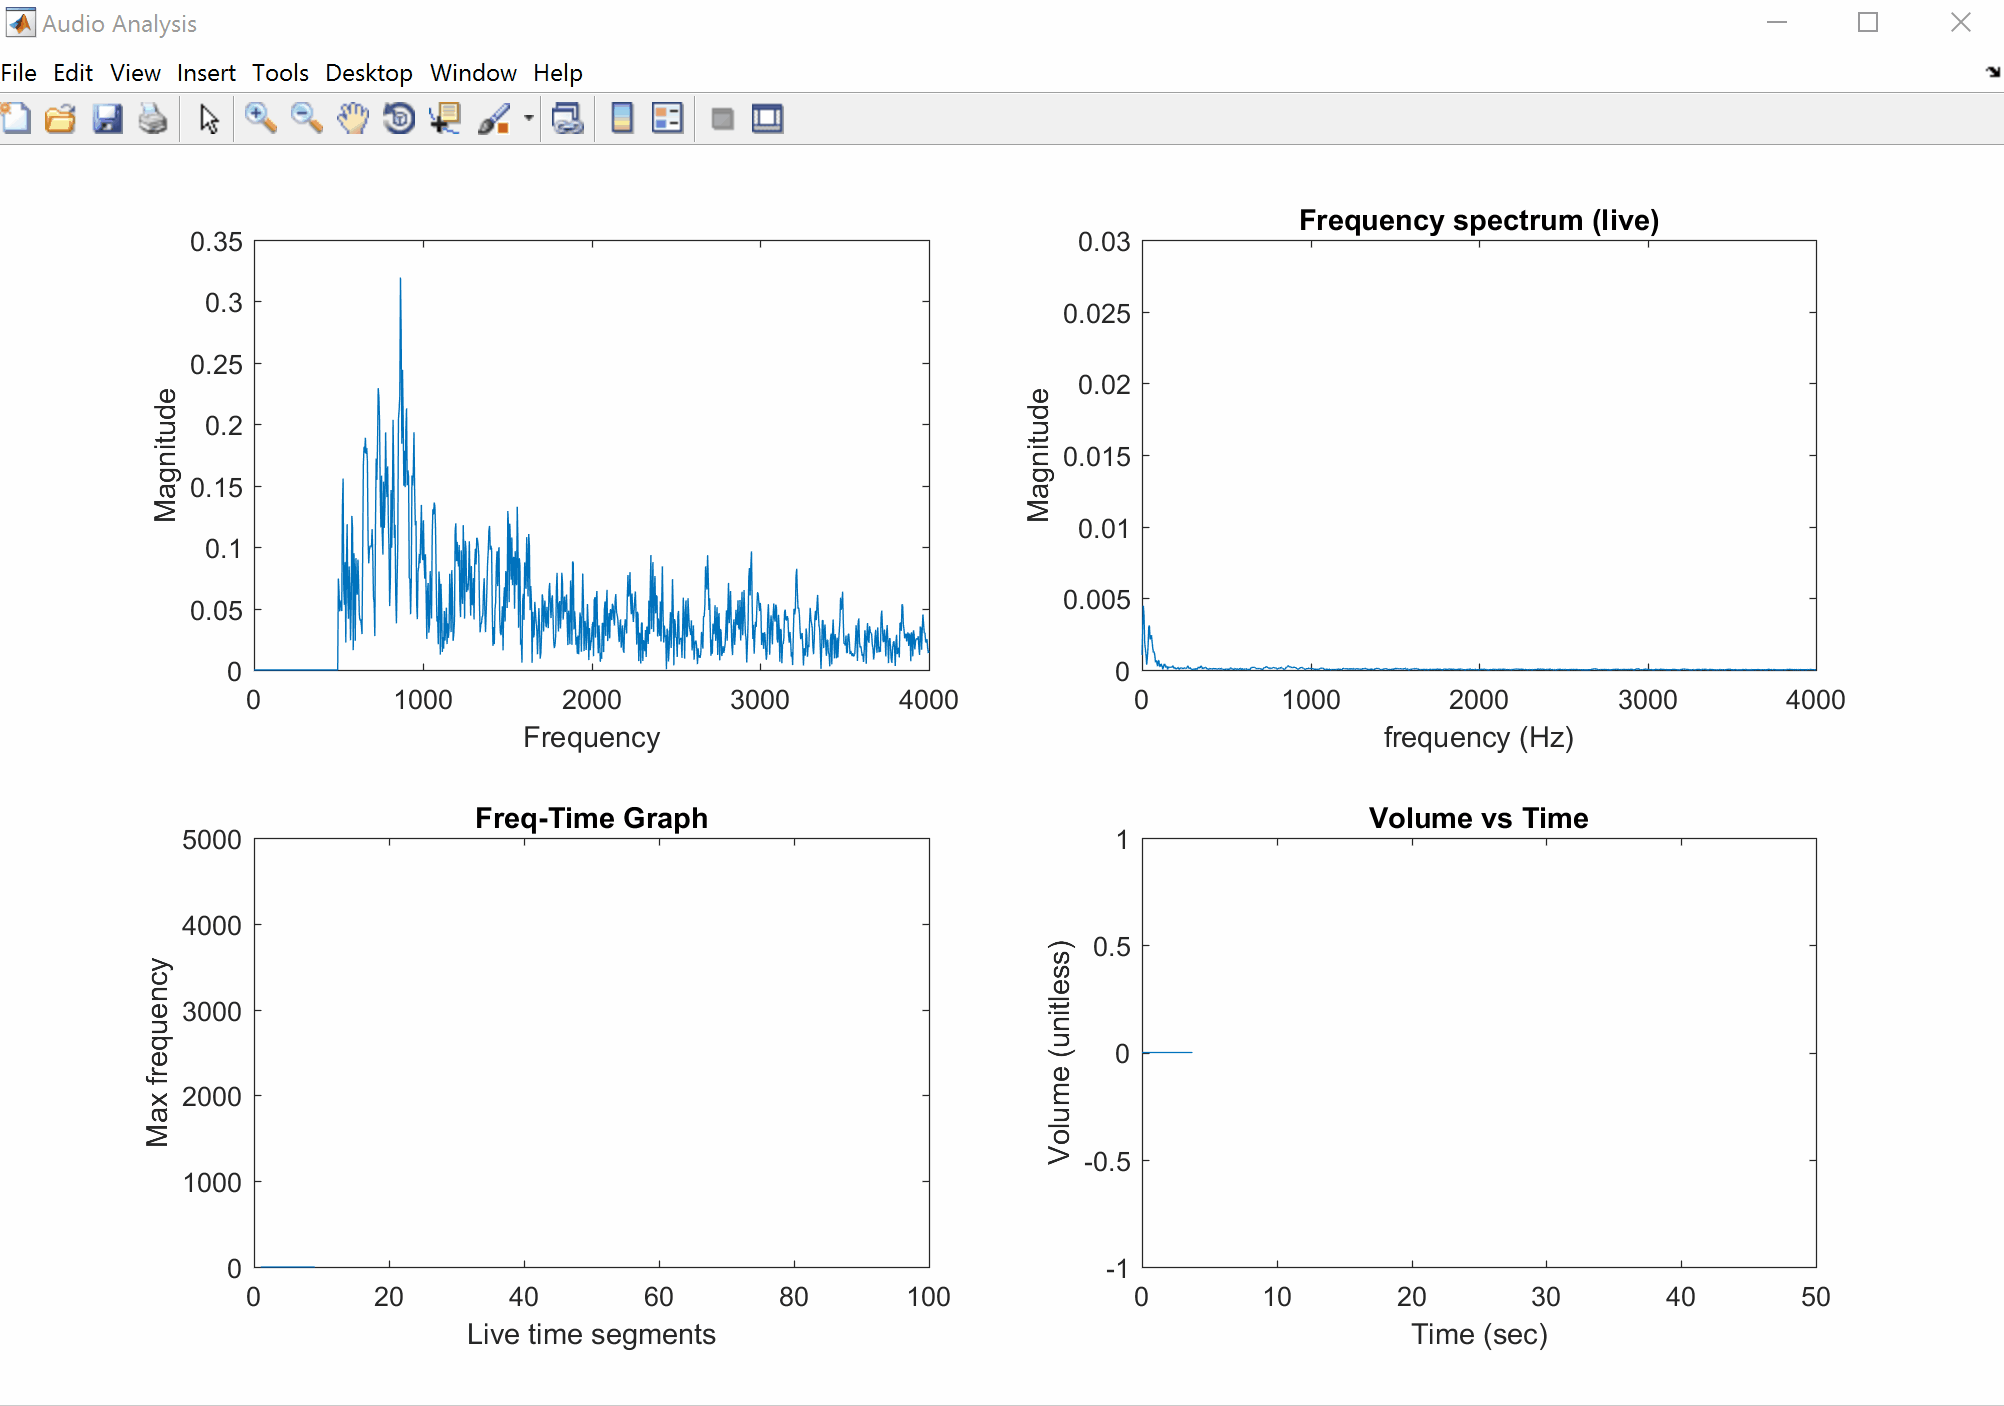 Audio Analysis
File Edit View Insert Tools Desktop Window Help
0.35
0.3
0.25
0.2
0.15
0.1
0.05
0
Magnitude
0 1000 2000 3000 4000
Frequency
Frequency spectrum (live)
0.03
0.025
0.02
0.015
0.01
0.005
0
Magnitude
0 1000 2000 3000 4000
frequency (Hz)
Freq-Time Graph
5000
4000
3000
2000
1000
0
Max frequency
0 20 40 60 80 100
Live time segments
Volume vs Time
1
0.5
0
-0.5
-1
Volume (unitless)
0 10 20 30 40 50
Time (sec)